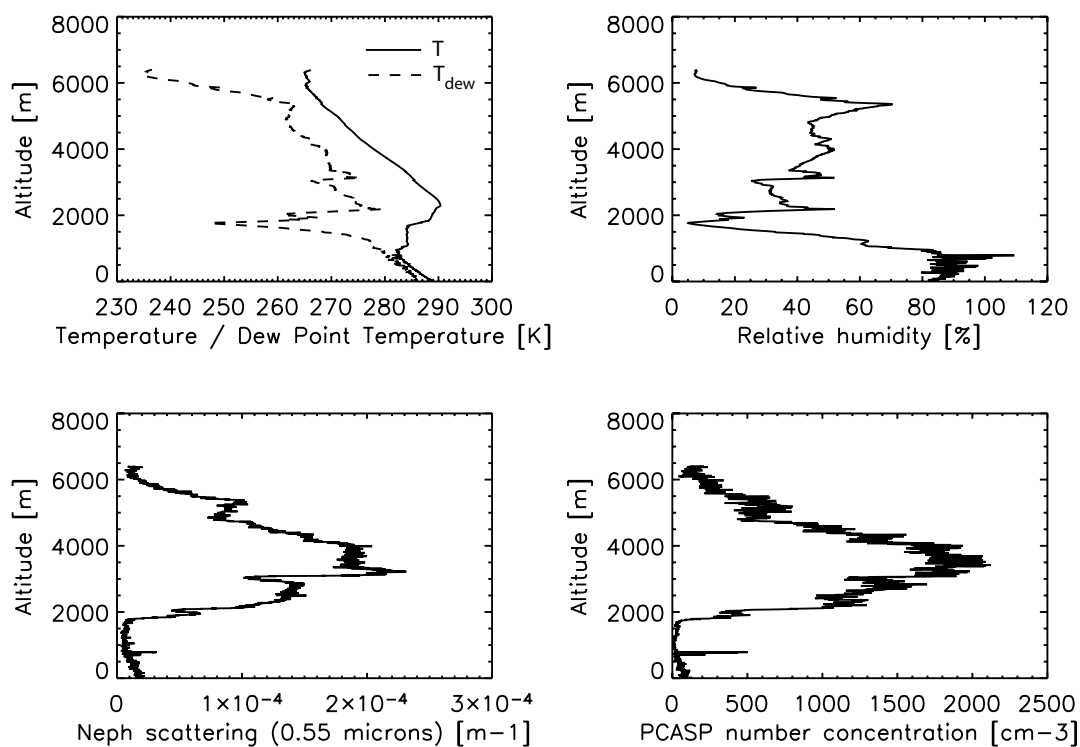 8000
6000
4000
2000
0
Altitude [m]
T
T_dew
230 240 250 260 270 280 290 300
Temperature / Dew Point Temperature [K]
8000
6000
4000
2000
0
Altitude [m]
0 20 40 60 80 100 120
Relative humidity [%]
8000
6000
4000
2000
0
Altitude [m]
0 1×10⁻⁴ 2×10⁻⁴ 3×10⁻⁴
Neph scattering (0.55 microns) [m−1]
8000
6000
4000
2000
0
Altitude [m]
0 500 1000 1500 2000 2500
PCASP number concentration [cm−3]